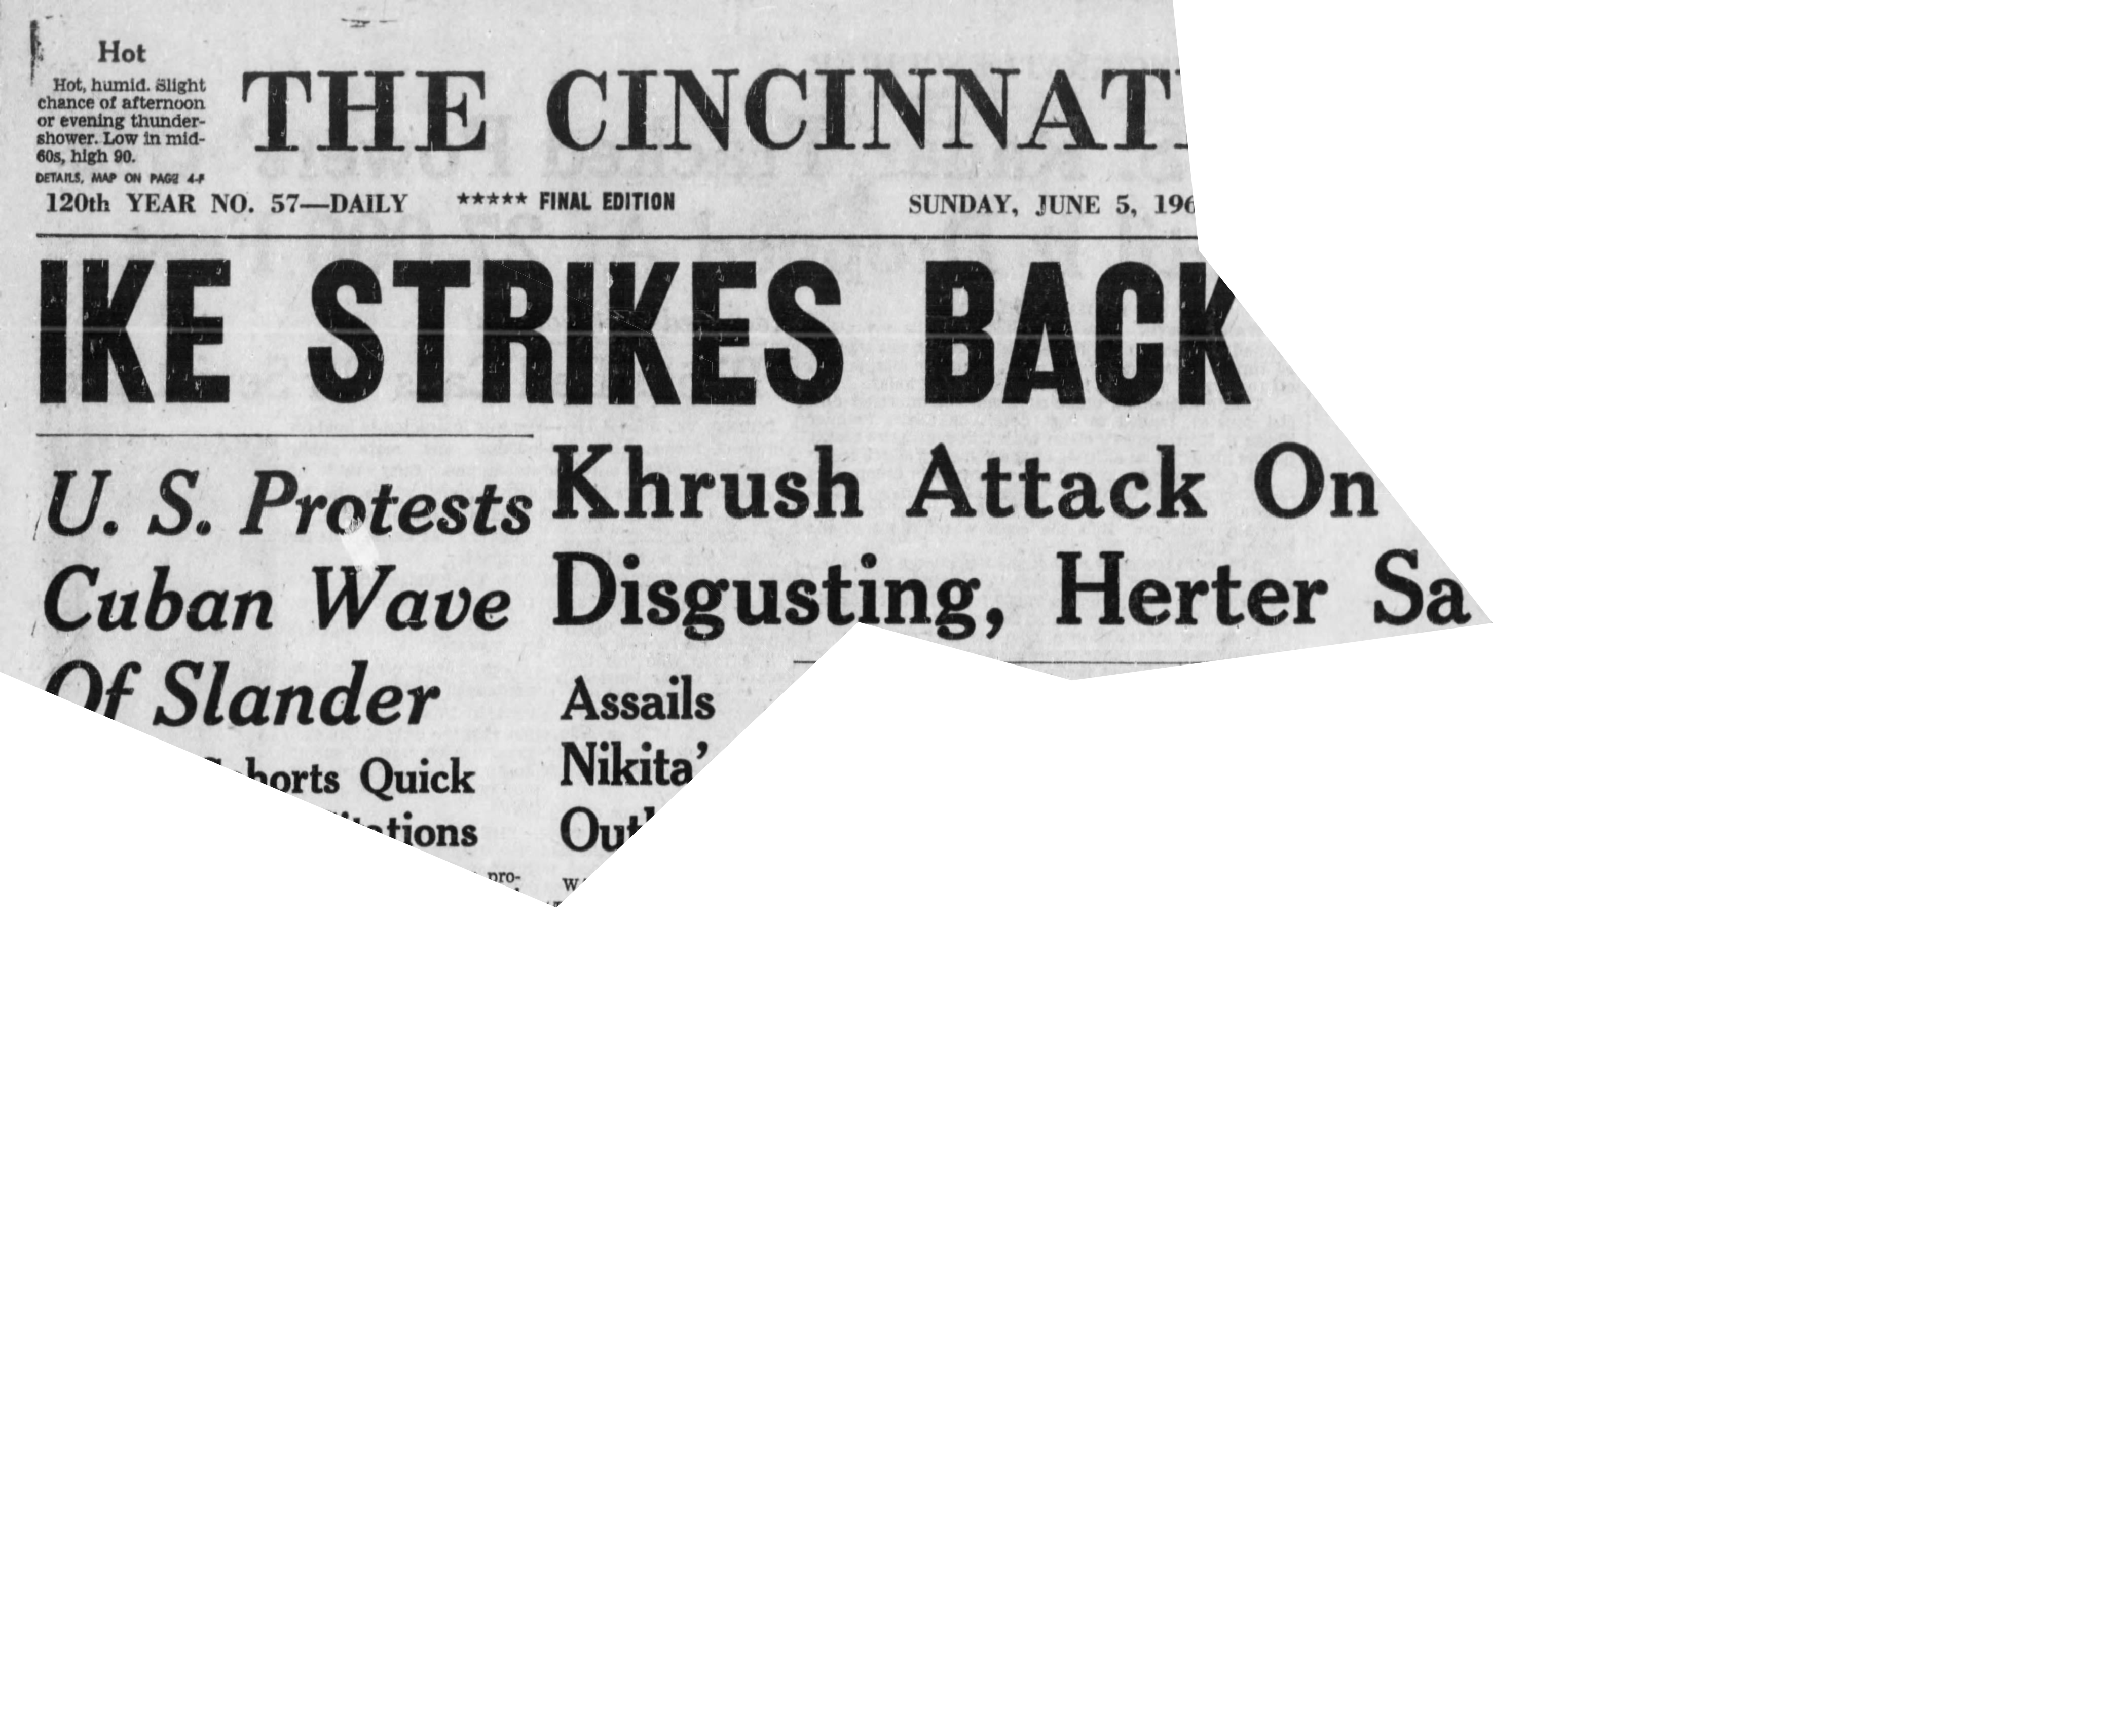 Hot
Hot, humid. Slight
chance of afternoon
or evening thunder-
shower. Low in mid-
60s, high 90.
DETAILS, MAP ON PAGE 4-F
THE CINCINNAT
120th YEAR NO. 57—DAILY ★★★★★ FINAL EDITION SUNDAY, JUNE 5, 196
IKE STRIKES BACK
U. S. Protests
Cuban Wave
Of Slander
Quick
Khrush Attack On
Disgusting, Herter Sa
Assails
Nikita'
pro-